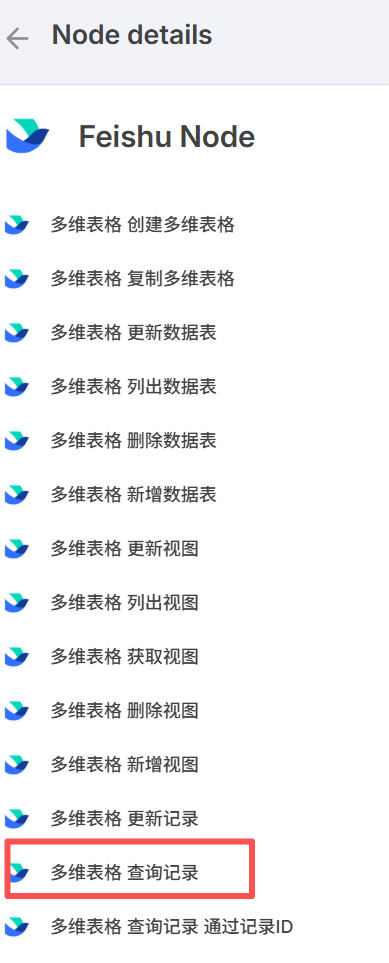 Node details
Feishu Node
多维表格 创建多维表格
多维表格 复制多维表格
多维表格 更新数据表
多维表格 列出数据表
多维表格 删除数据表
多维表格 新增数据表
多维表格 更新视图
多维表格 列出视图
多维表格 获取视图
多维表格 删除视图
多维表格 新增视图
多维表格 更新记录
多维表格 查询记录
多维表格 查询记录 通过记录ID